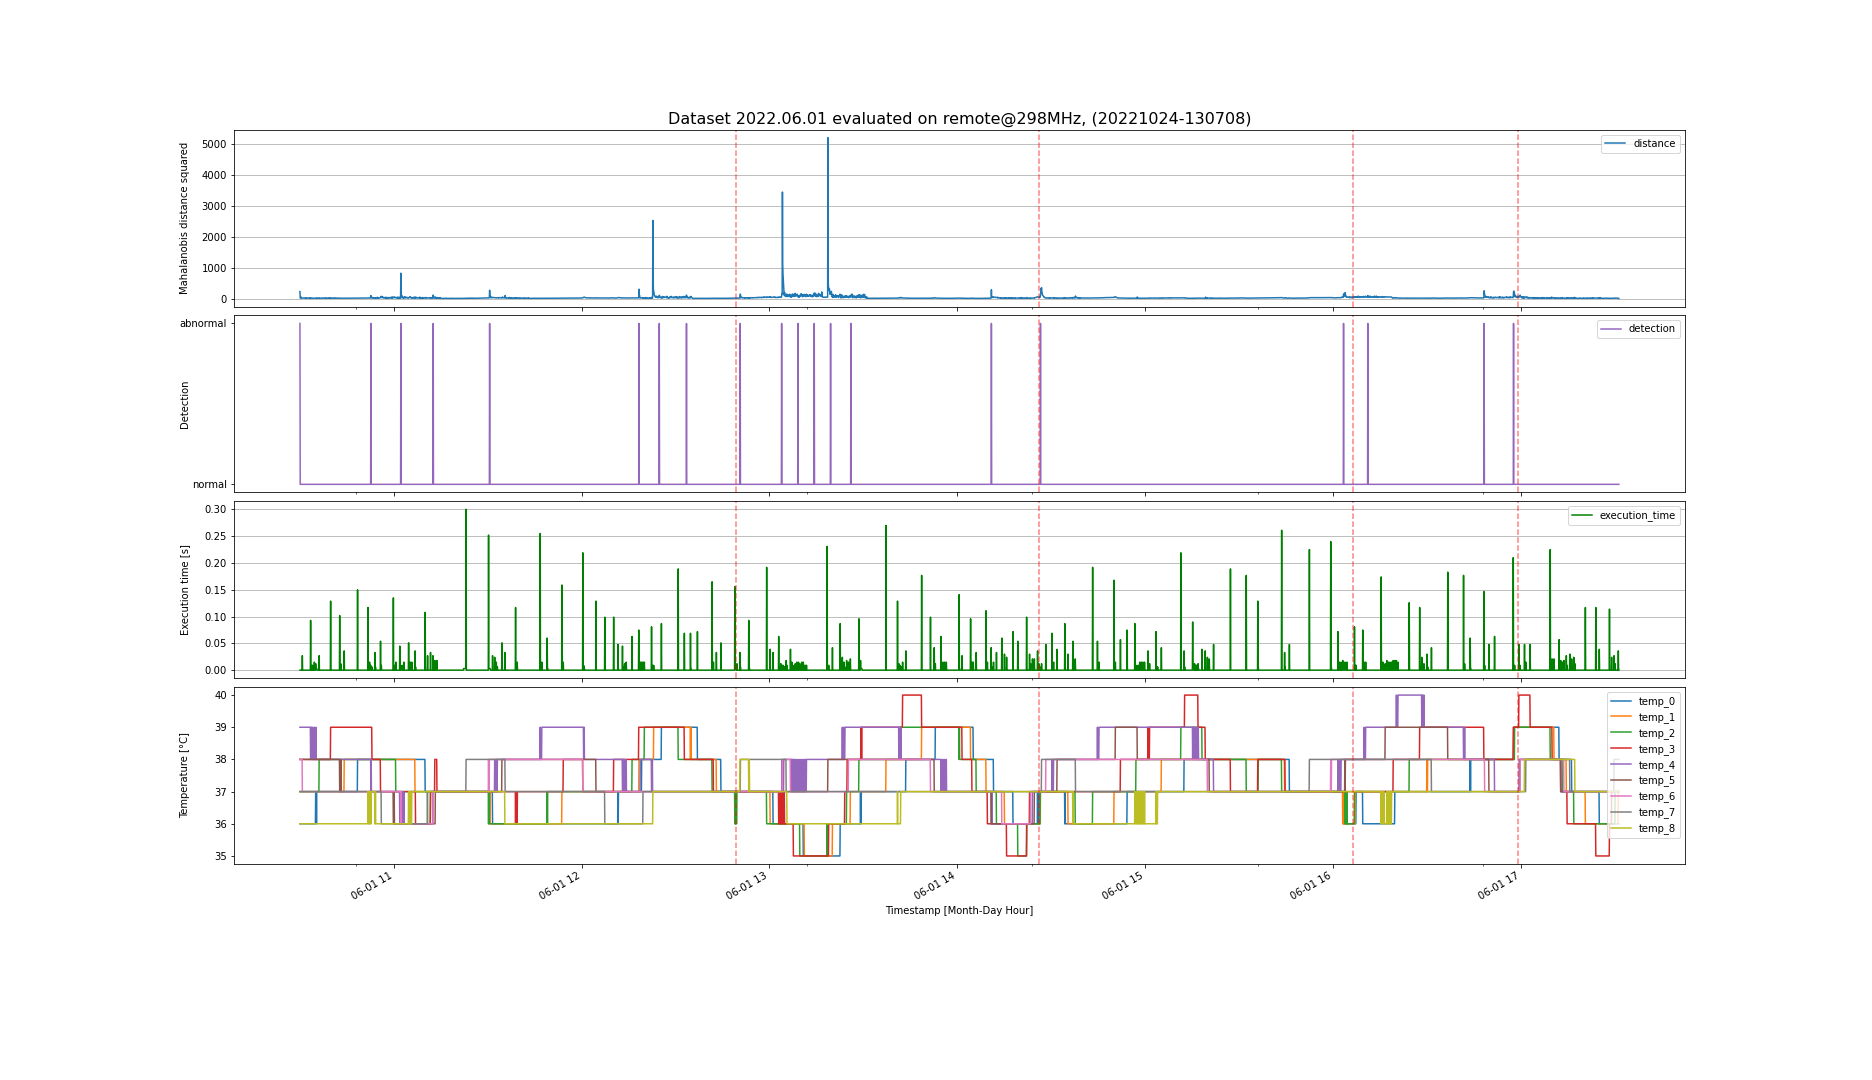 Dataset 2022.06.01 evaluated on remote@298MHz, (20221024-130708)
Mahalanobis distance squared
5000
4000
3000
2000
1000
0
distance
Detection
abnormal
normal
detection
Execution time [s]
0.30
0.25
0.20
0.15
0.10
0.05
0.00
execution_time
Temperature [°C]
40
39
38
37
36
35
temp_0
temp_1
temp_2
temp_3
temp_4
temp_5
temp_6
temp_7
temp_8
06-01 11
06-01 12
06-01 13
06-01 14
06-01 15
06-01 16
06-01 17
Timestamp [Month-Day Hour]